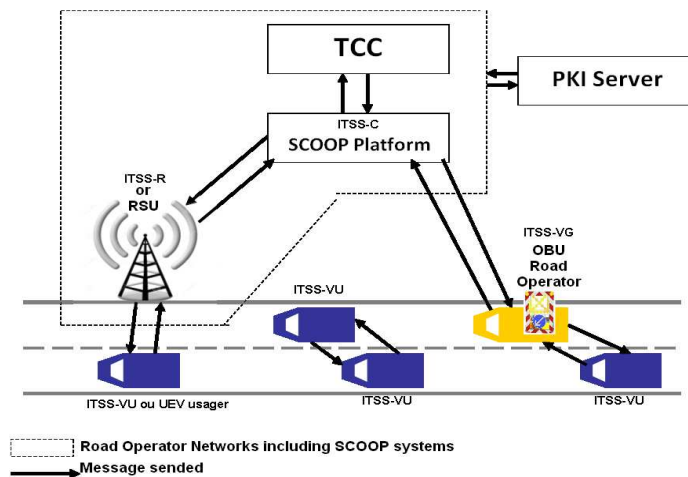 TCC
PKI Server
ITSS-C
SCOOP Platform
ITSS-R
or
RSU
ITSS-VG
OBU
Road
Operator
ITSS-VU
ITSS-VU ou UEV usager
ITSS-VU
ITSS-VU
Road Operator Networks including SCOOP systems
Message sended